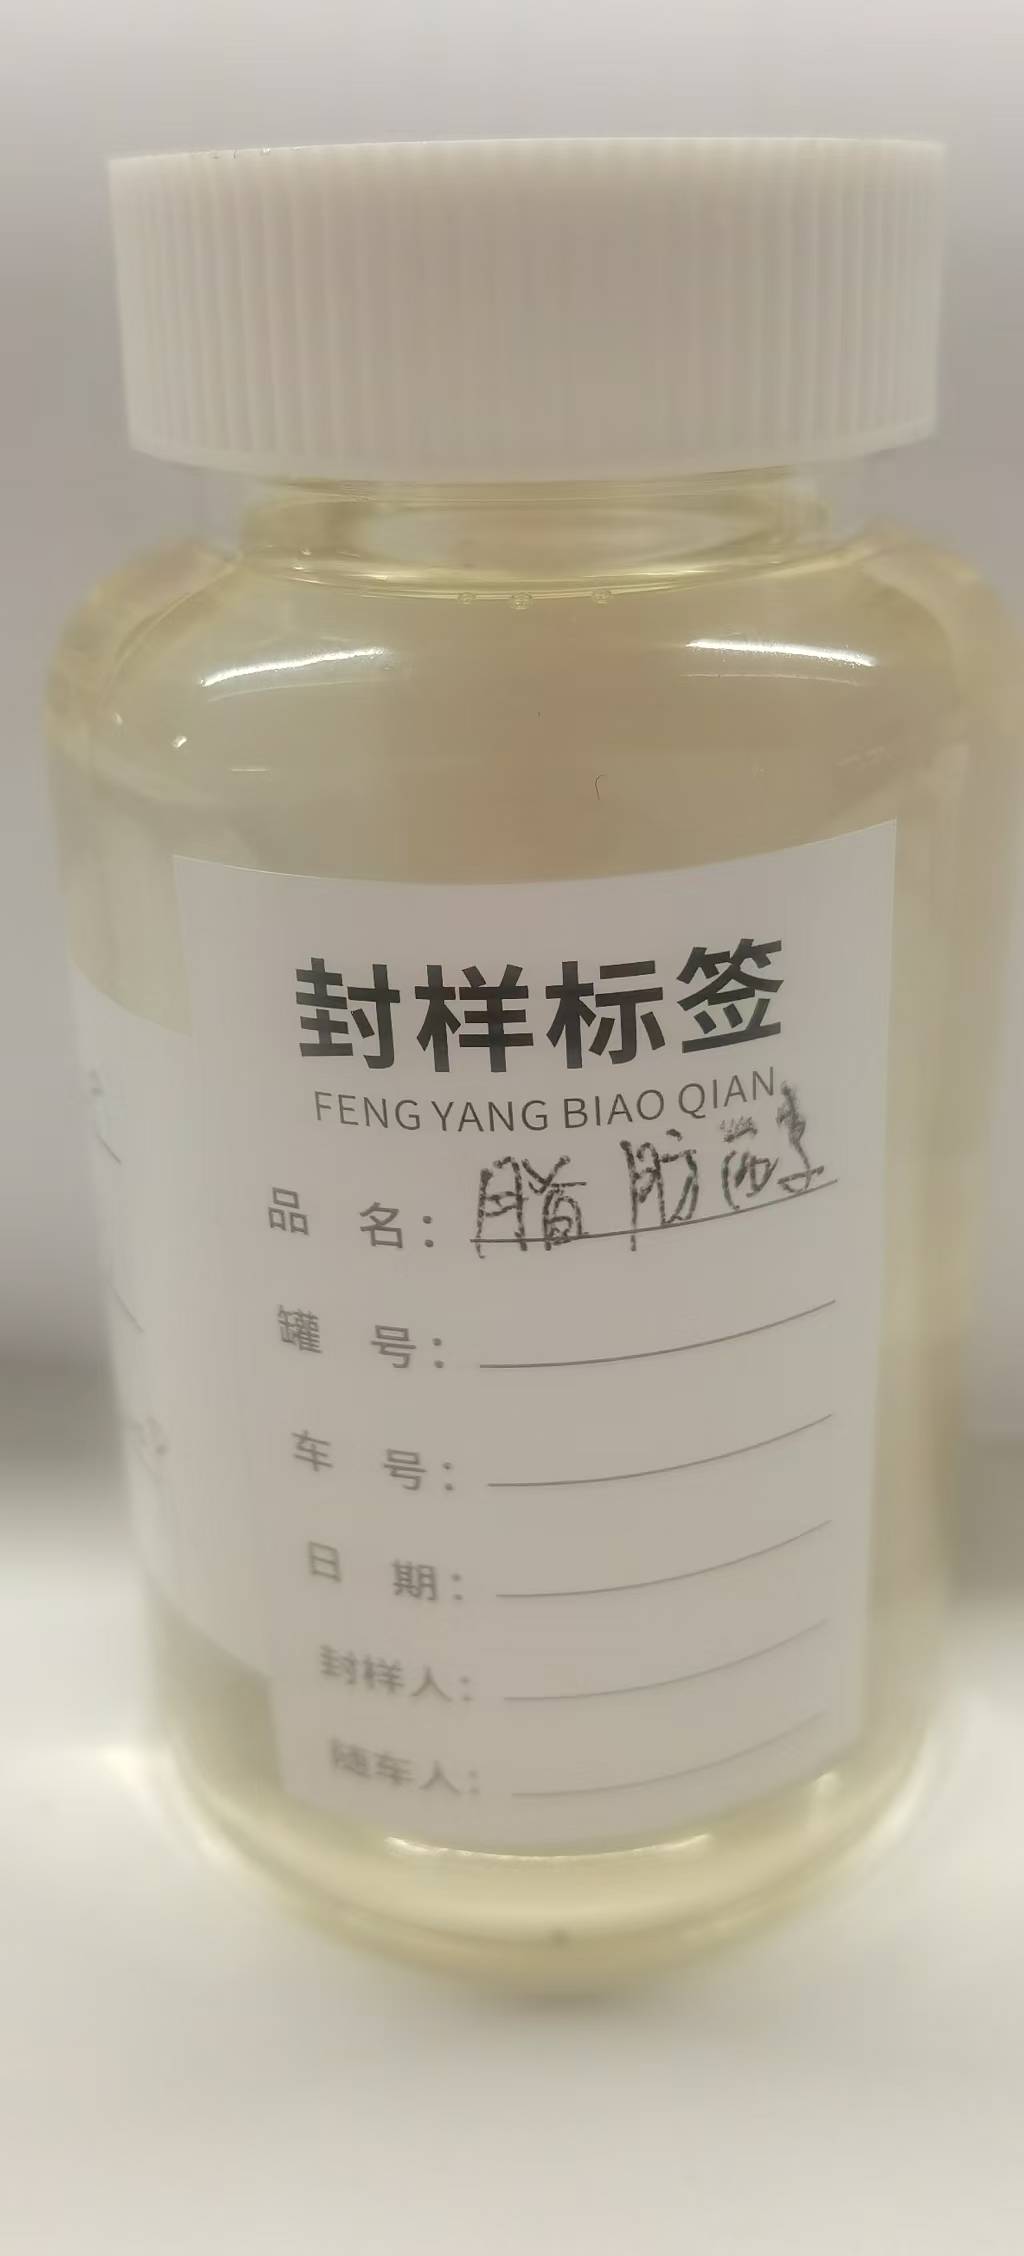 封样标签
FENG YANG BIAO QIAN
品 名：脂肪醇
罐 号：
车 号：
日 期：
封样人：
随车人：